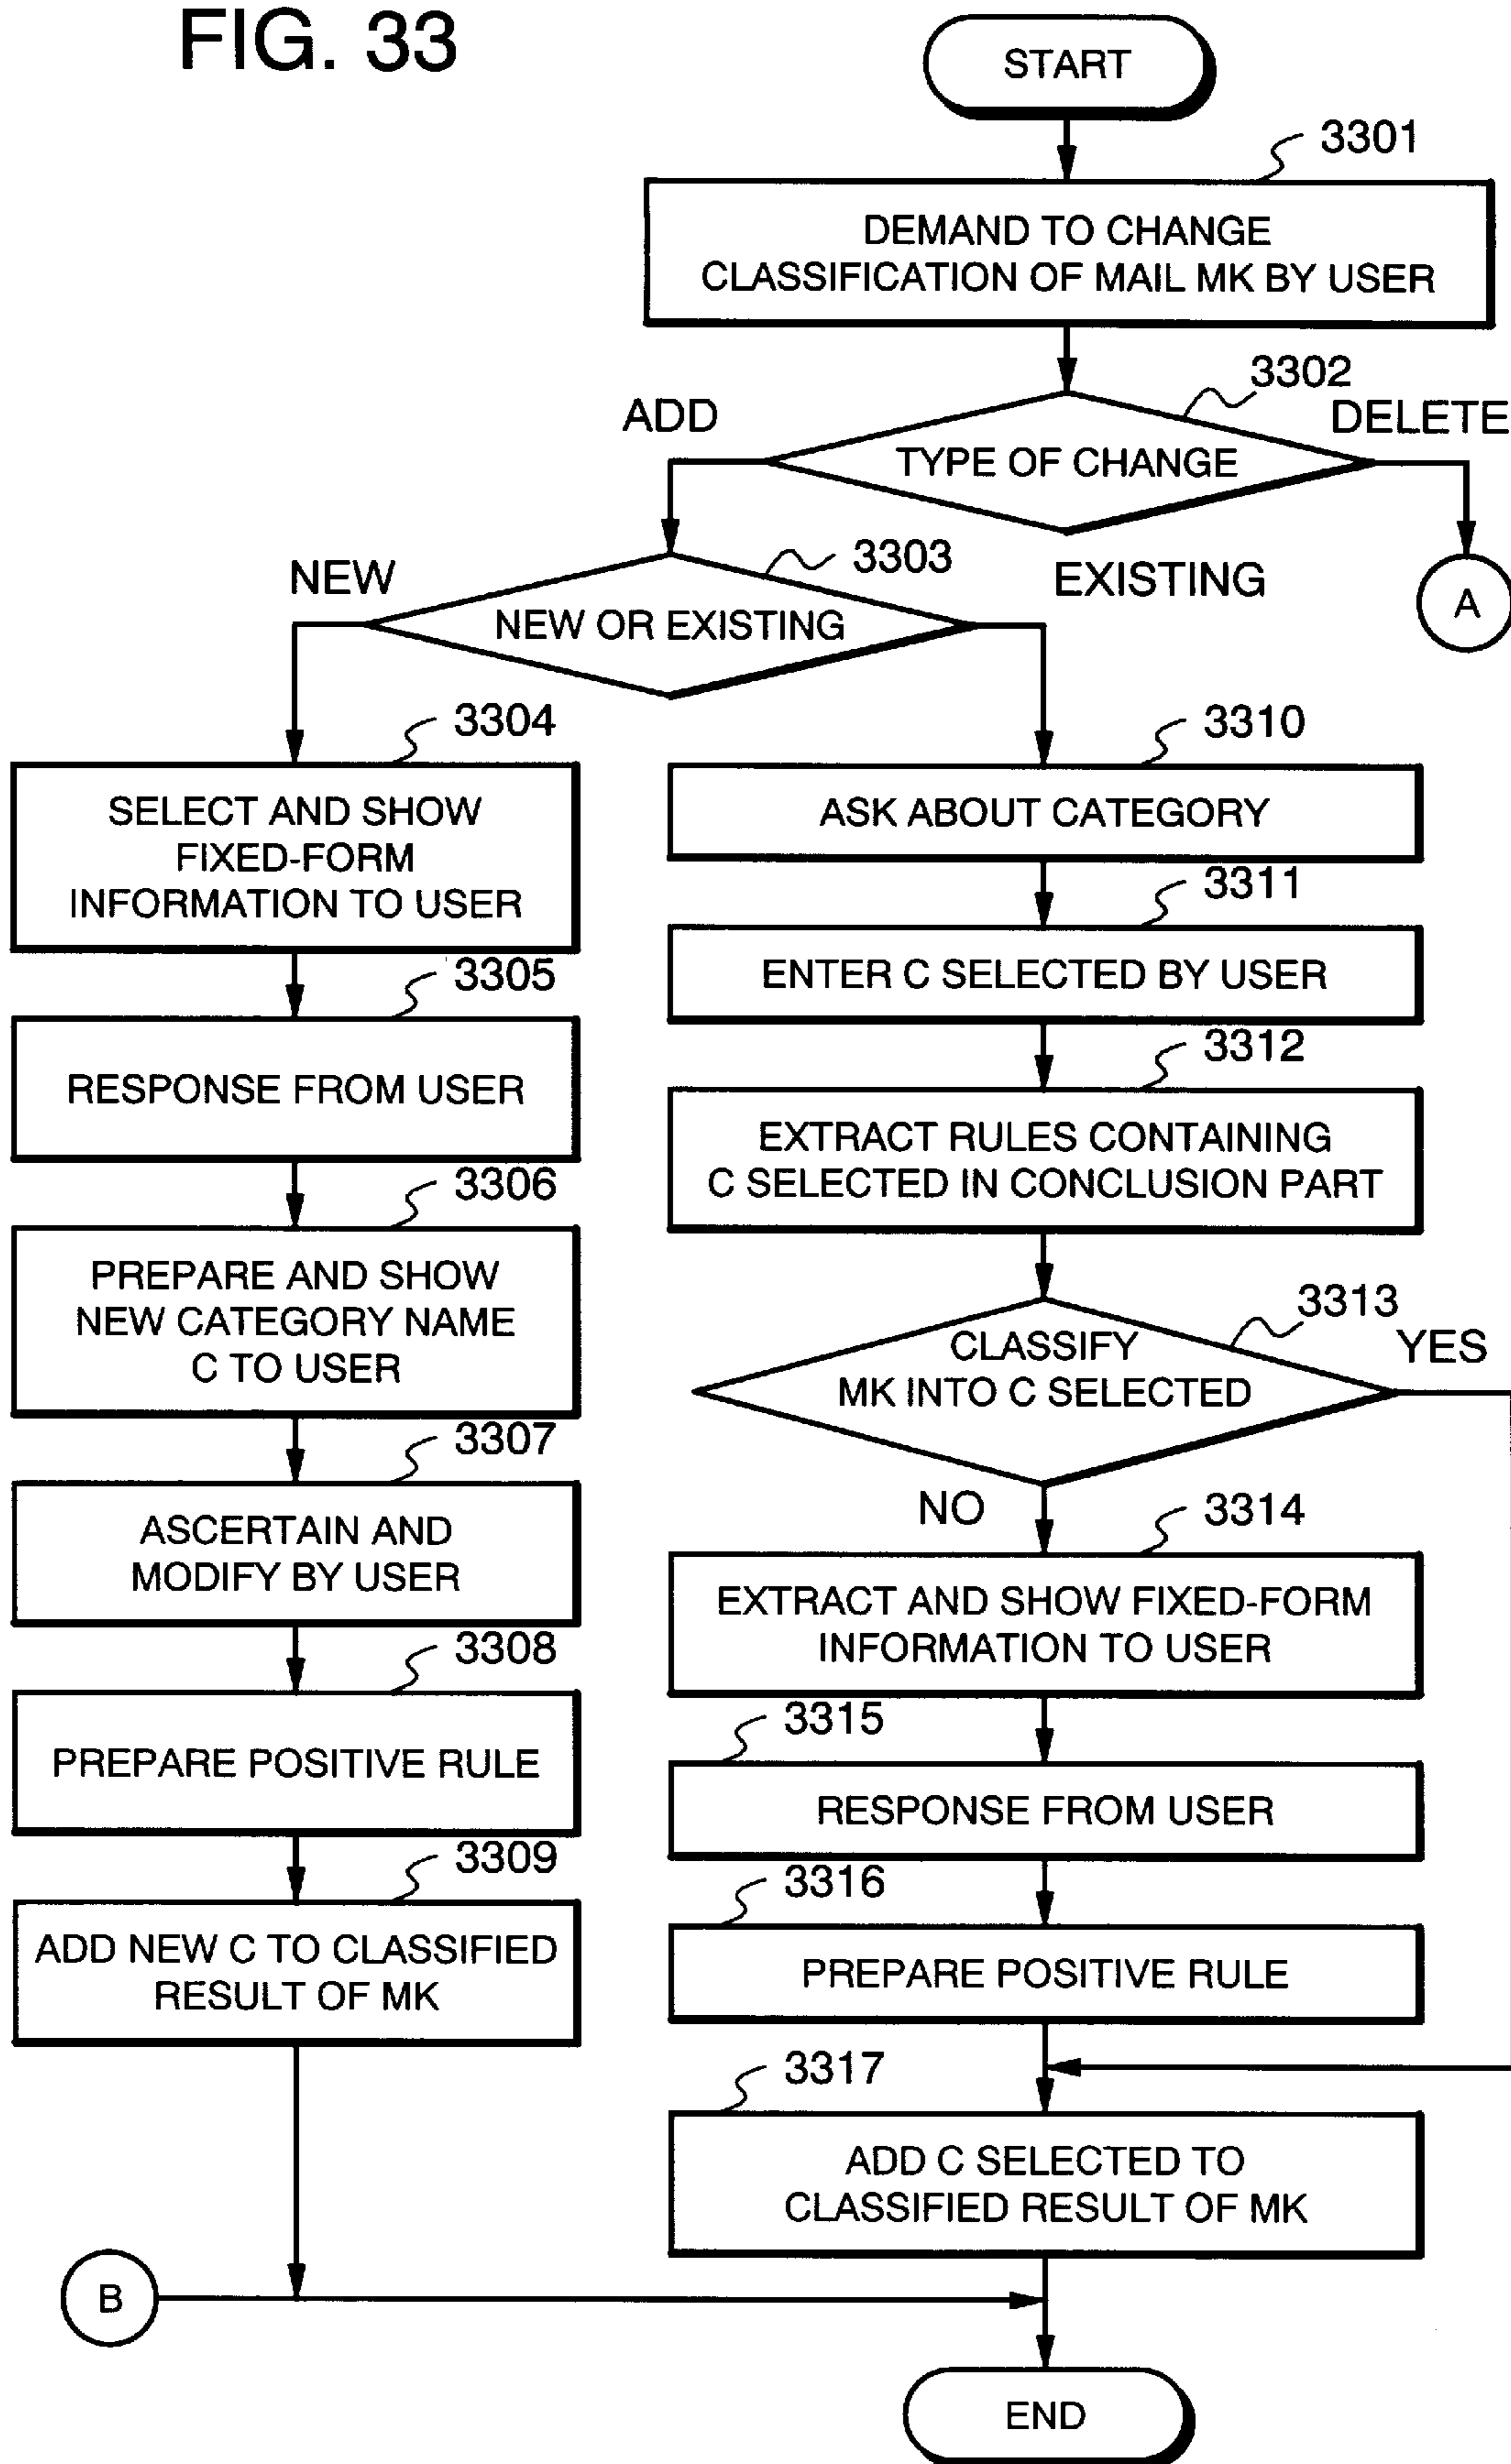 FIG. 33
START
3301
DEMAND TO CHANGE
CLASSIFICATION OF MAIL MK BY USER
3302
ADD
DELETE
TYPE OF CHANGE
3303
NEW
EXISTING
NEW OR EXISTING
A
3304
SELECT AND SHOW
FIXED-FORM
INFORMATION TO USER
3305
RESPONSE FROM USER
3306
PREPARE AND SHOW
NEW CATEGORY NAME
C TO USER
3307
ASCERTAIN AND
MODIFY BY USER
3308
PREPARE POSITIVE RULE
3309
ADD NEW C TO CLASSIFIED
RESULT OF MK
3310
ASK ABOUT CATEGORY
3311
ENTER C SELECTED BY USER
3312
EXTRACT RULES CONTAINING
C SELECTED IN CONCLUSION PART
3313
YES
CLASSIFY
MK INTO C SELECTED
NO
3314
EXTRACT AND SHOW FIXED-FORM
INFORMATION TO USER
3315
RESPONSE FROM USER
3316
PREPARE POSITIVE RULE
3317
ADD C SELECTED TO
CLASSIFIED RESULT OF MK
B
END